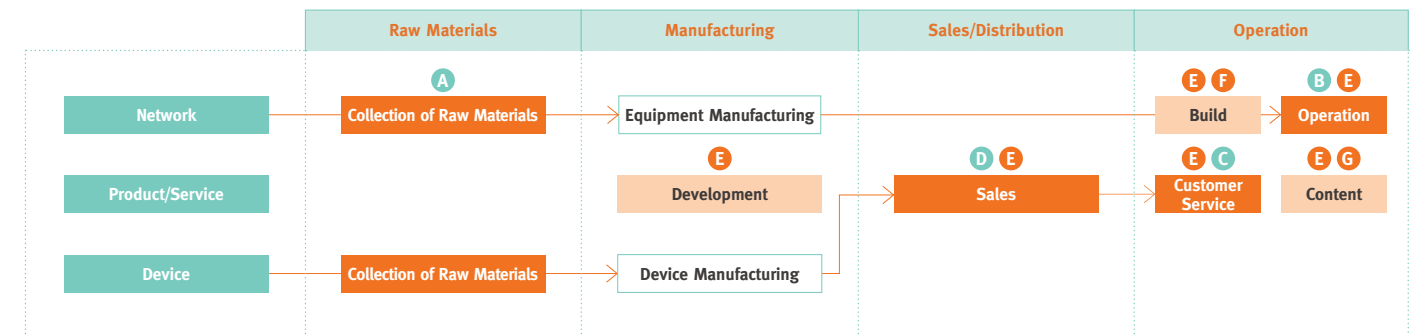 Raw Materials
Manufacturing
Sales/Distribution
Operation
A
E F
B E
Network
Collection of Raw Materials
Equipment Manufacturing
Build
Operation
E
D E
E C
E G
Product/Service
Development
Sales
Customer
Service
Content
Device
Collection of Raw Materials
Device Manufacturing